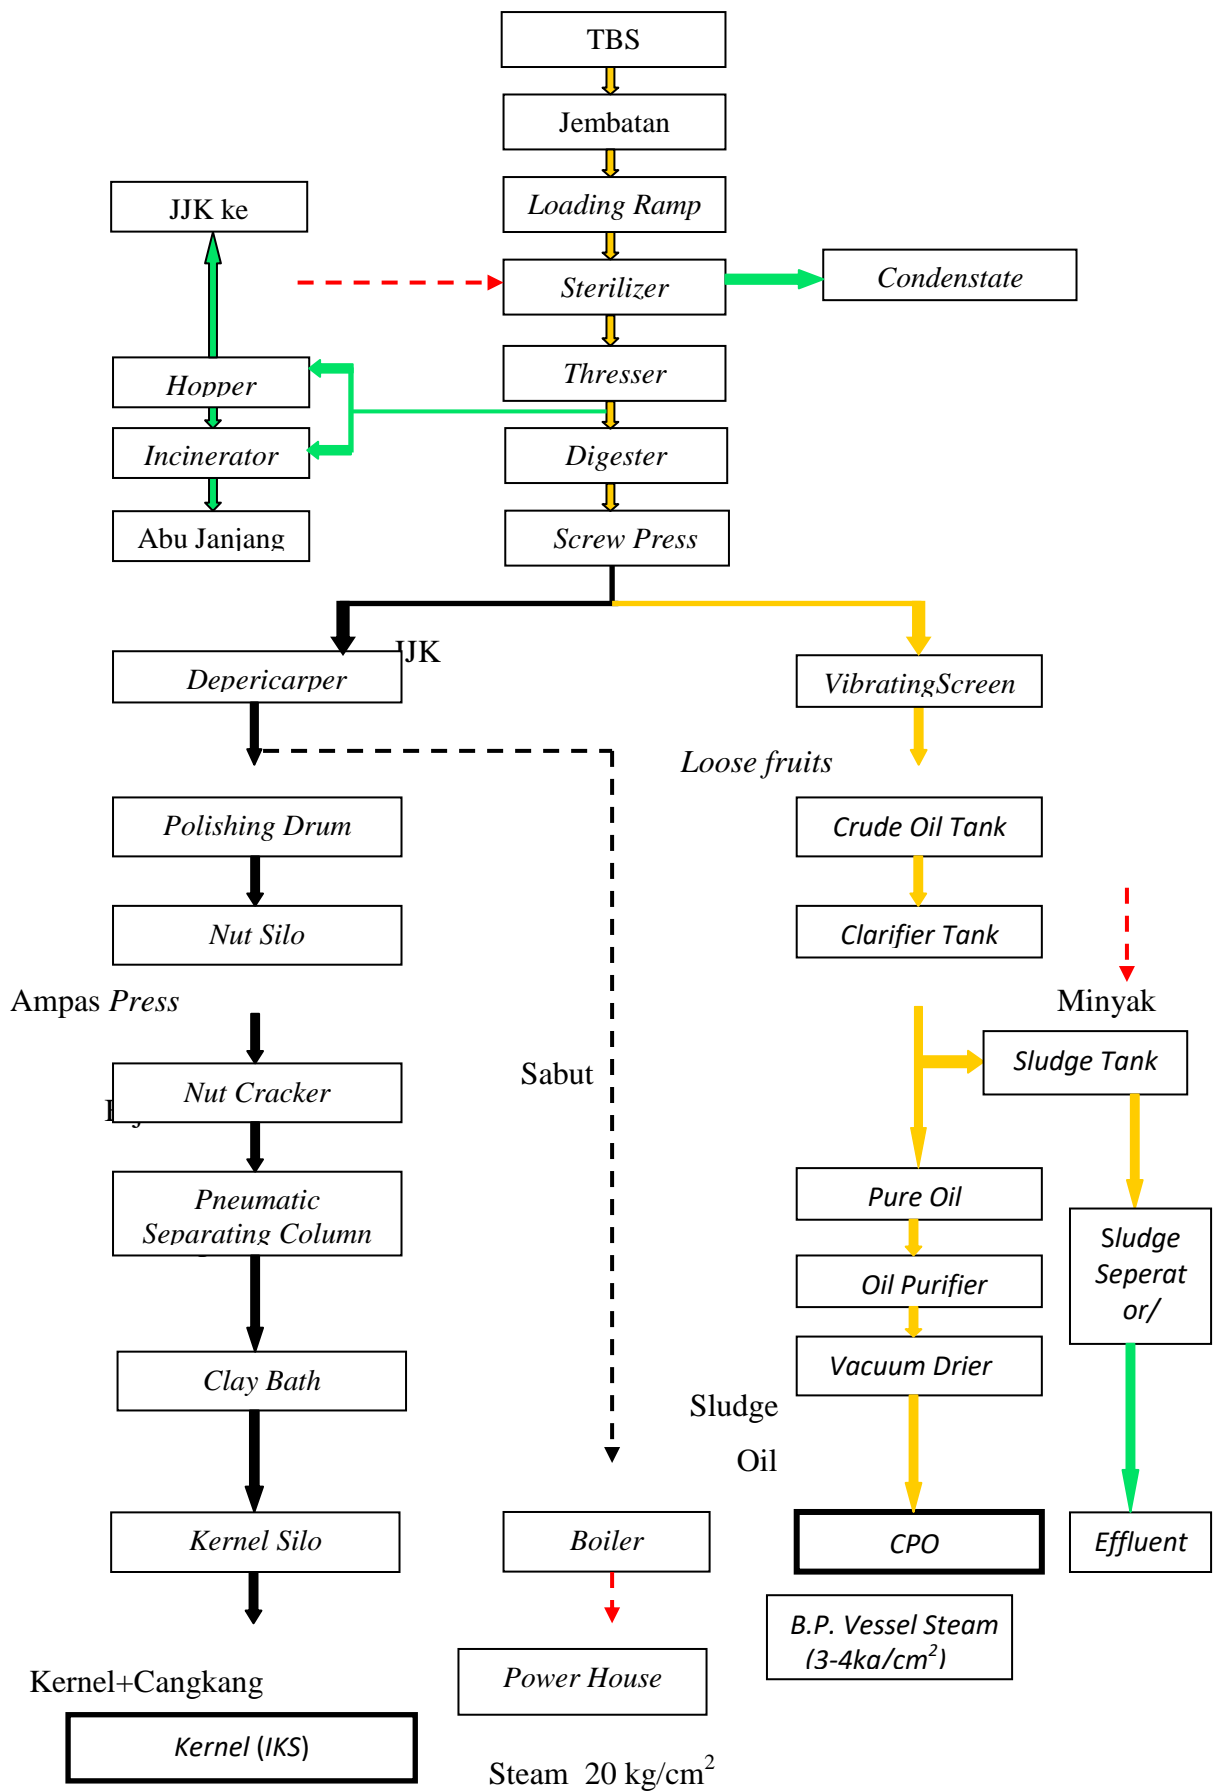 TBS
Jembatan
JJK ke
Loading Ramp
Sterilizer
Condenstate
Hopper
Thresser
Incinerator
Digester
Abu Janjang
Screw Press
JJK
Depericarper
VibratingScreen
Loose fruits
Polishing Drum
Crude Oil Tank
Nut Silo
Clarifier Tank
Ampas Press
Minyak
Sabut
Sludge Tank
Nut Cracker
Pneumatic
Separating Column
Pure Oil
Sludge
Seperat
or/
Oil Purifier
Clay Bath
Vacuum Drier
Sludge
Oil
Kernel Silo
Boiler
CPO
Effluent
B.P. Vessel Steam
(3-4kg/cm²)
Kernel+Cangkang
Power House
Kernel (IKS)
Steam 20 kg/cm²